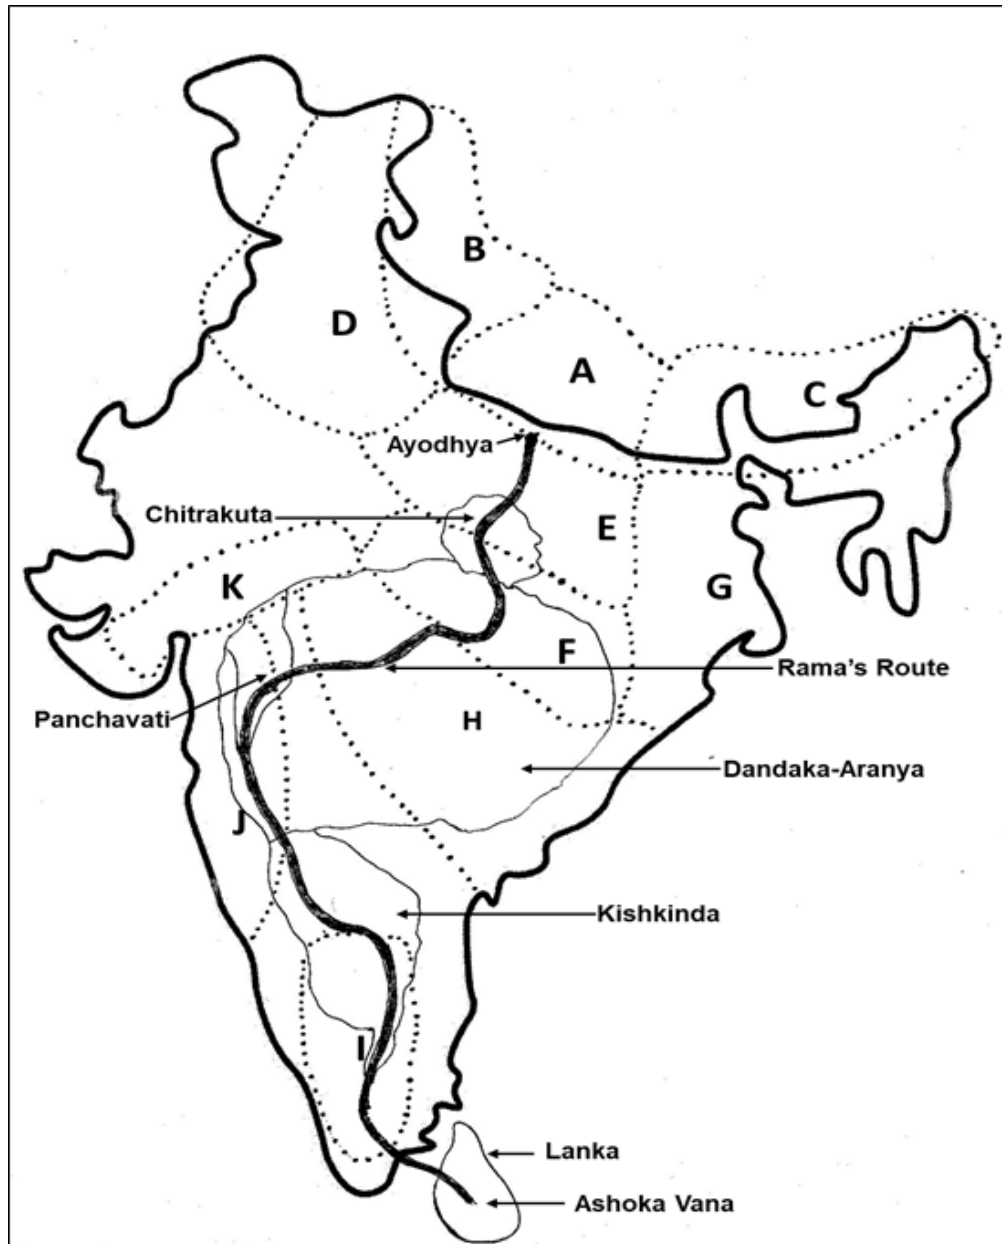 B
D
A
C
Ayodhya
Chitrakuta
E
K
G
F
Rama's Route
Panchavati
H
Dandaka-Aranya
J
Kishkinda
I
Lanka
Ashoka Vana